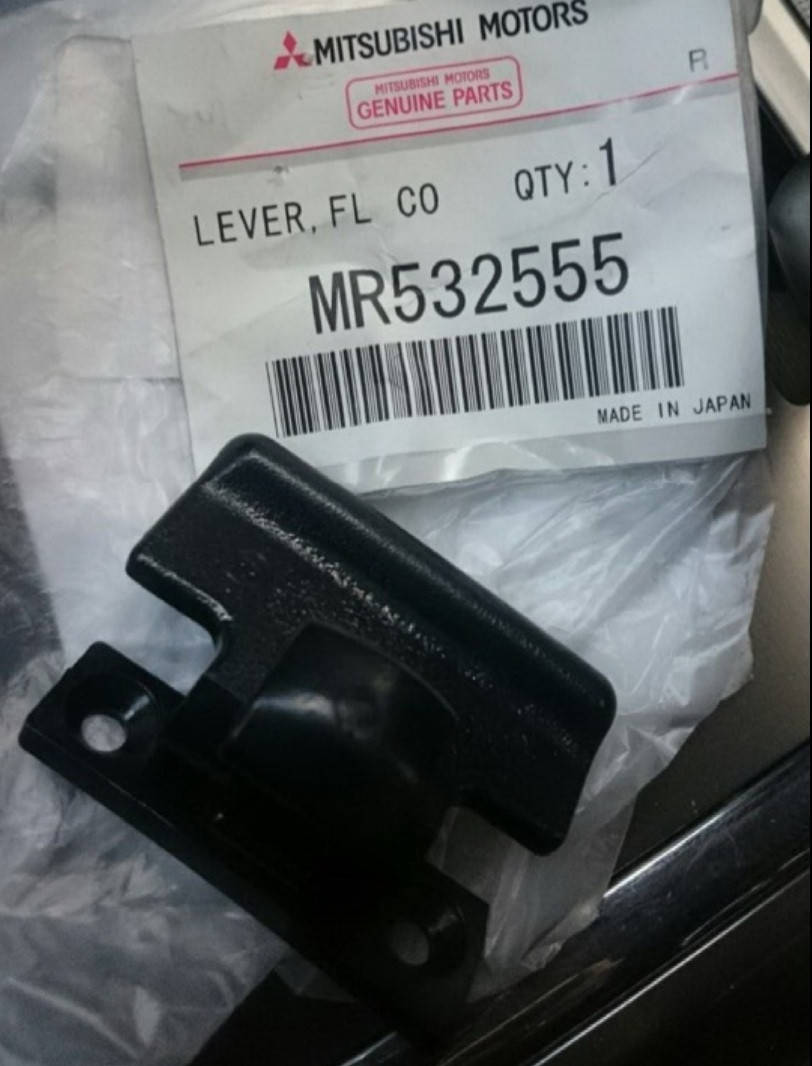 MITSUBISHI MOTORS
MITSUBISHI MOTORS
GENUINE PARTS
R
LEVER, FL CO QTY: 1
MR532555
MADE IN JAPAN